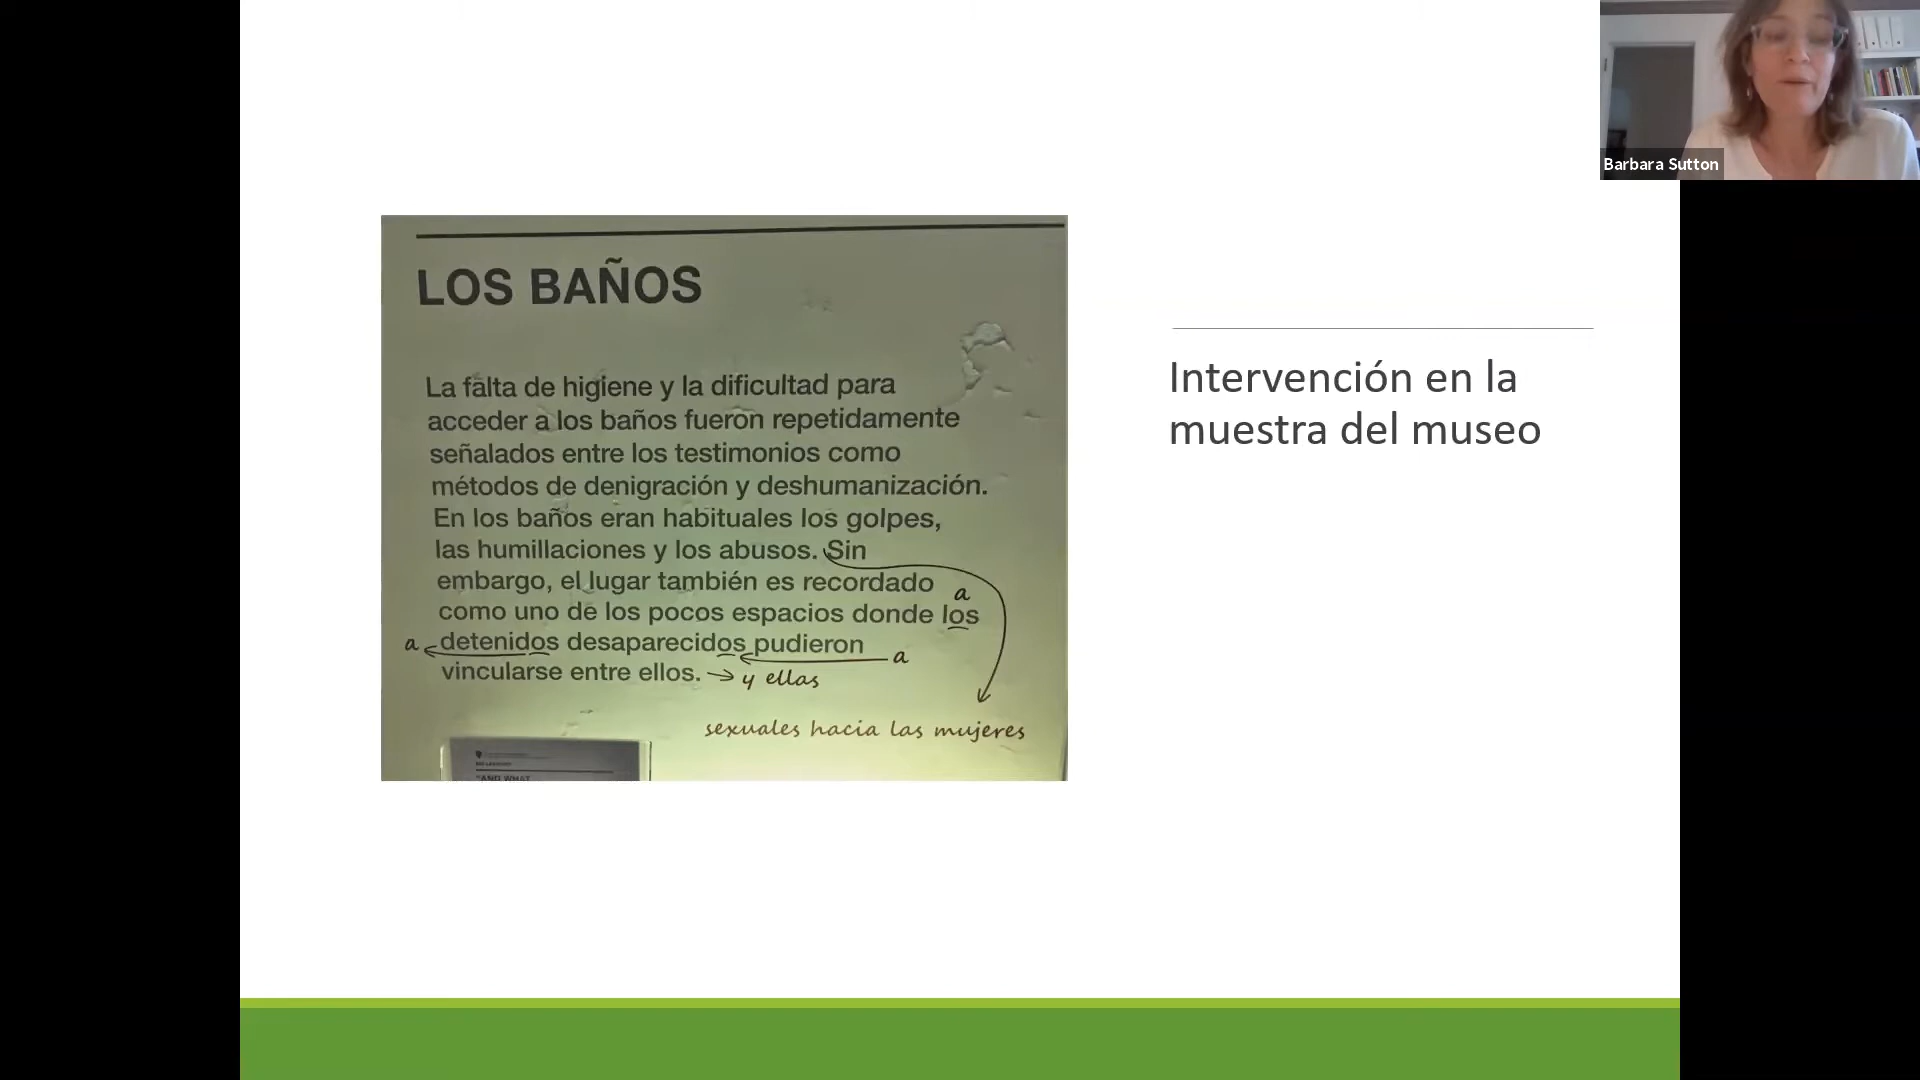 Barbara Sutton
LOS BAÑOS
La falta de higiene y la dificultad para
acceder a los baños fueron repetidamente
señalados entre los testimonios como
métodos de denigración y deshumanización.
En los baños eran habituales los golpes,
las humillaciones y los abusos. Sin
embargo, el lugar también es recordado
a
como uno de los pocos espacios donde los
a detenidos desaparecidos pudieron
a
vincularse entre ellos. → y ellas
sexuales hacia las mujeres
"AND WHAT
Intervención en la
muestra del museo